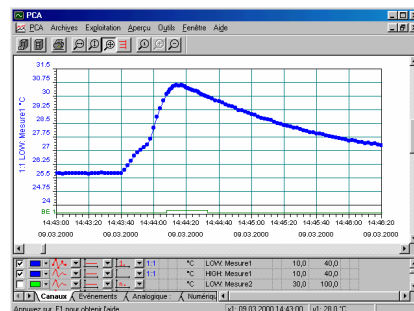 PCA
PCA Archives Exploitation Aperçu Outils Fenêtre Aide
31.5
30.75
30
29.25
28.5
27.75
27
26.25
25.5
24.75
24
1:1 LOW: Mesure1 °C
BE 1
14:43:00 14:43:20 14:43:40 14:44:00 14:44:20 14:44:40 14:45:00 14:45:20 14:45:40 14:46:00 14:46:20
09.03.2000 09.03.2000 09.03.2000 09.03.2000 09.03.2000 09.03.2000
1:1 °C LOW: Mesure1 10,0 40,0
1:1 °C HIGH: Mesure1 10,0 40,0
°C LOW: Mesure2 30,0 100,0
Canaux Evénements Analogique: Numériq
Appuyez sur F1 pour obtenir l'aide x1: 09.03.2000 14:43:00 y1: 28,0 °C